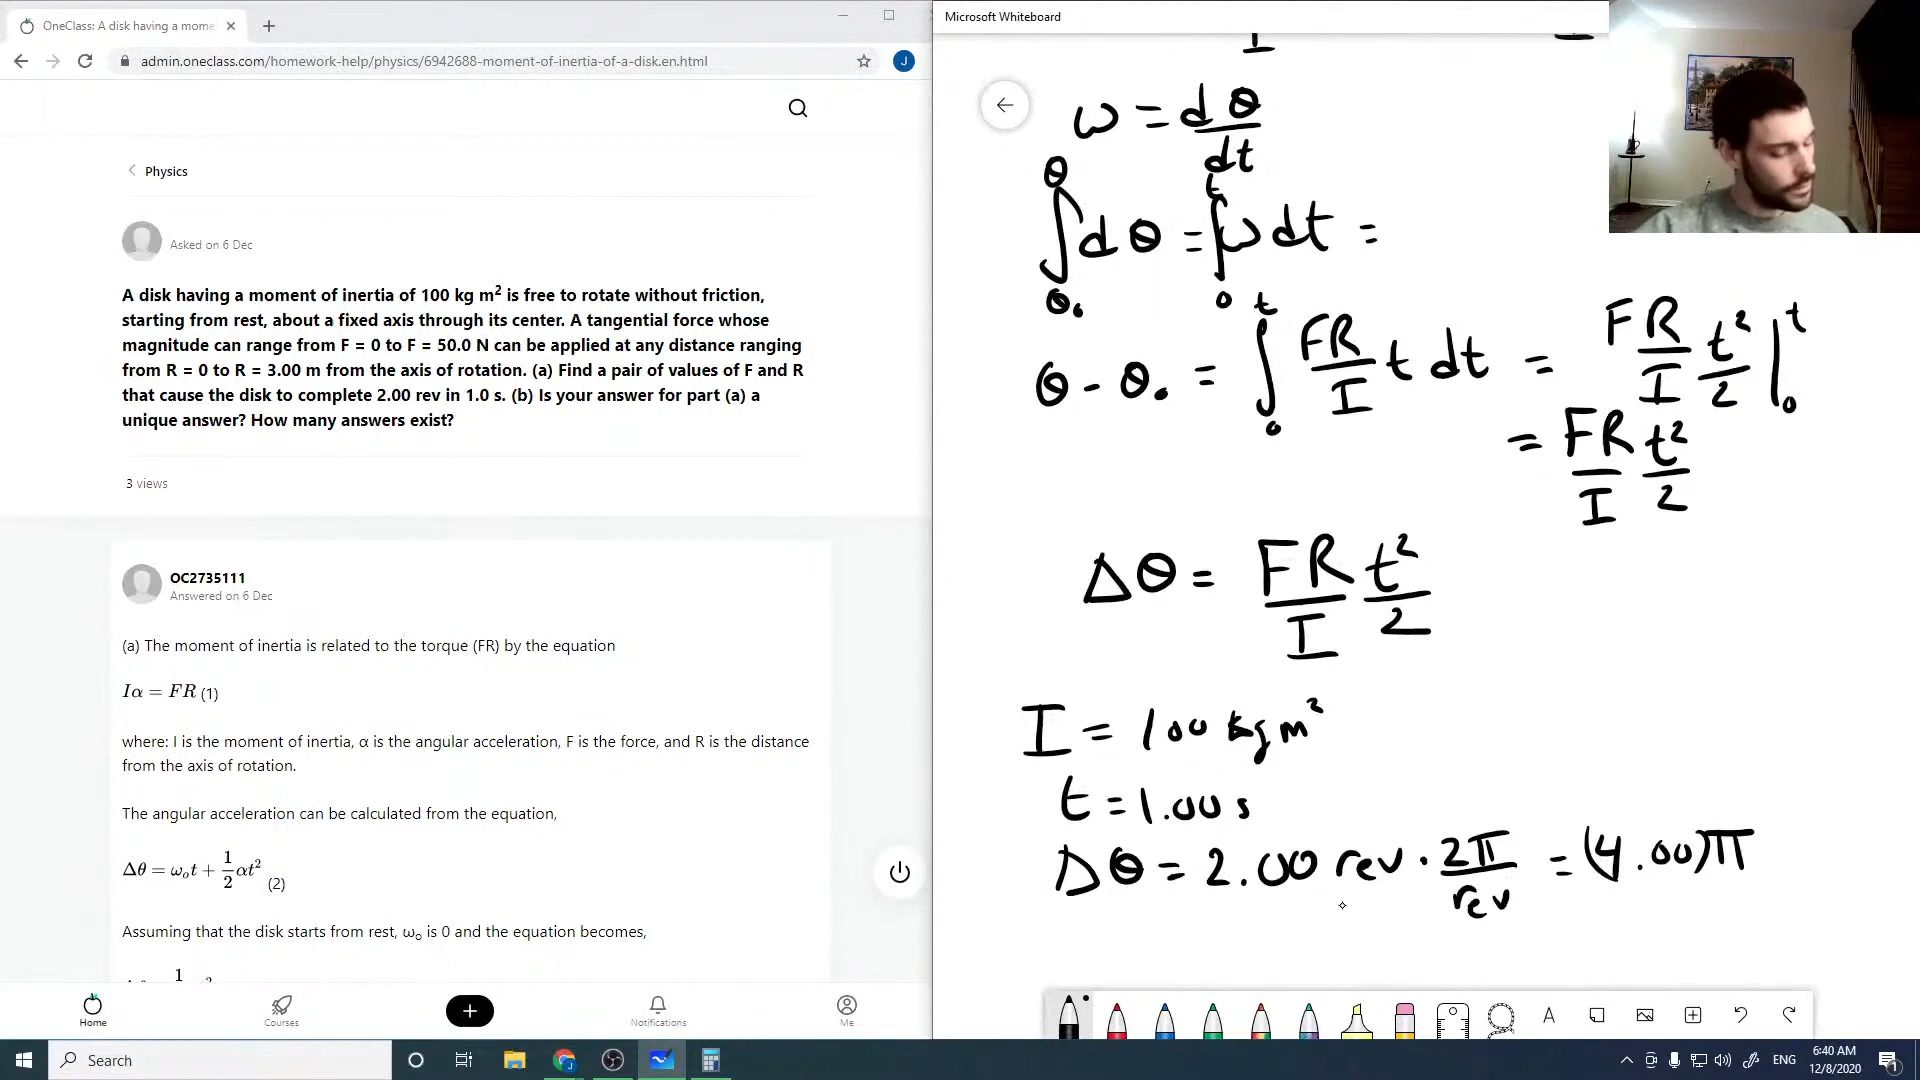 OneClass: A disk having a mome
admin.oneclass.com/homework-help/physics/6942688-moment-of-inertia-of-a-disk.en.html
J
Physics
Asked on 6 Dec
A disk having a moment of inertia of 100 kg m² is free to rotate without friction,
starting from rest, about a fixed axis through its center. A tangential force whose
magnitude can range from F = 0 to F = 50.0 N can be applied at any distance ranging
from R = 0 to R = 3.00 m from the axis of rotation. (a) Find a pair of values of F and R
that cause the disk to complete 2.00 rev in 1.0 s. (b) Is your answer for part (a) a
unique answer? How many answers exist?
3 views
OC2735111
Answered on 6 Dec
(a) The moment of inertia is related to the torque (FR) by the equation
Iα = FR (1)
where: I is the moment of inertia, α is the angular acceleration, F is the force, and R is the distance
from the axis of rotation.
The angular acceleration can be calculated from the equation,
Δθ = ωₒt + 1/2 αt² (2)
Assuming that the disk starts from rest, ωₒ is 0 and the equation becomes,
Home
Courses
Notifications
Me
Microsoft Whiteboard
I
ω = dθ/dt
∫θ₀^θ dθ = ∫0^t ω dt =
θ - θ₀ = ∫0^t FR/I t dt = FR/I t²/2 |0^t
= FR/I t²/2
Δθ = FR/I t²/2
I = 100 kg m²
t = 1.00 s
Δθ = 2.00 rev · 2π/rev = (4.00)π
A
Search
ENG
6:40 AM
12/8/2020
1